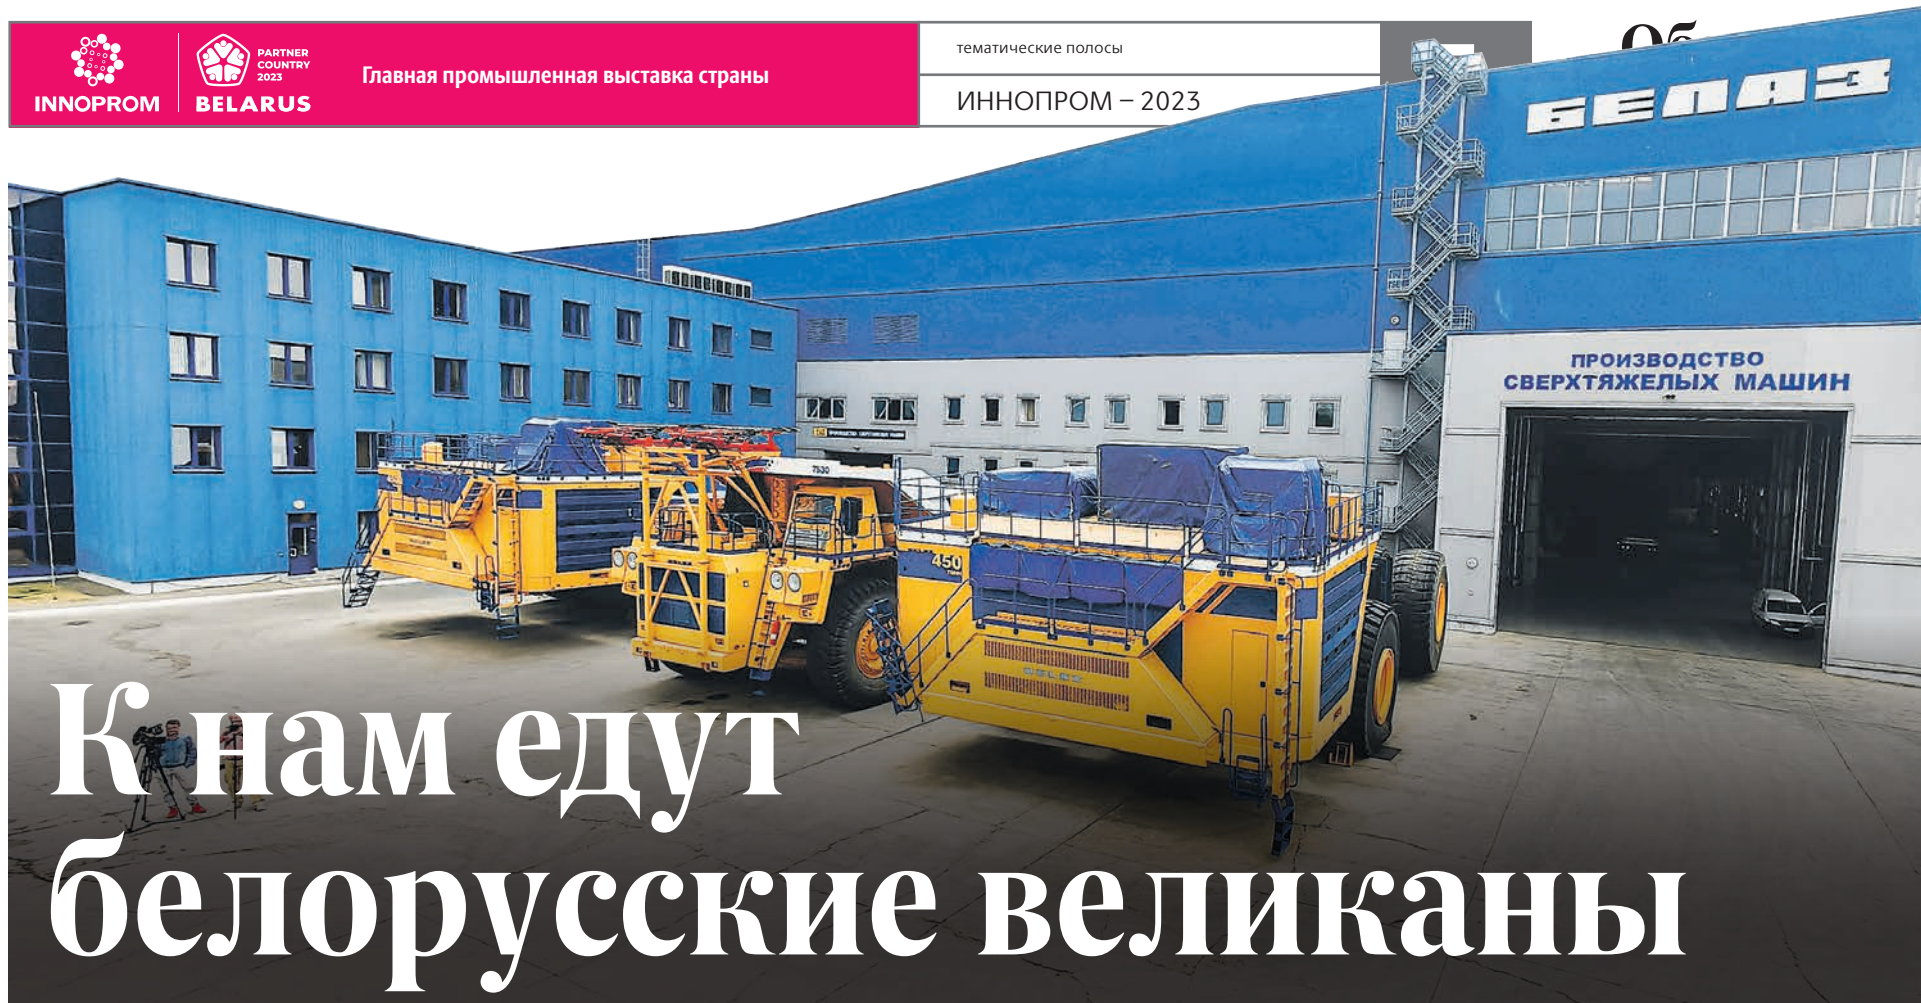 INNOPROM
PARTNER
COUNTRY
2023
BELARUS
Главная промышленная выставка страны
тематические полосы
ИННОПРОМ – 2023
БЕЛАЗ
ПРОИЗВОДСТВО
СВЕРХТЯЖЕЛЫХ МАШИН
7530
450
К нам едут
белорусские великаны